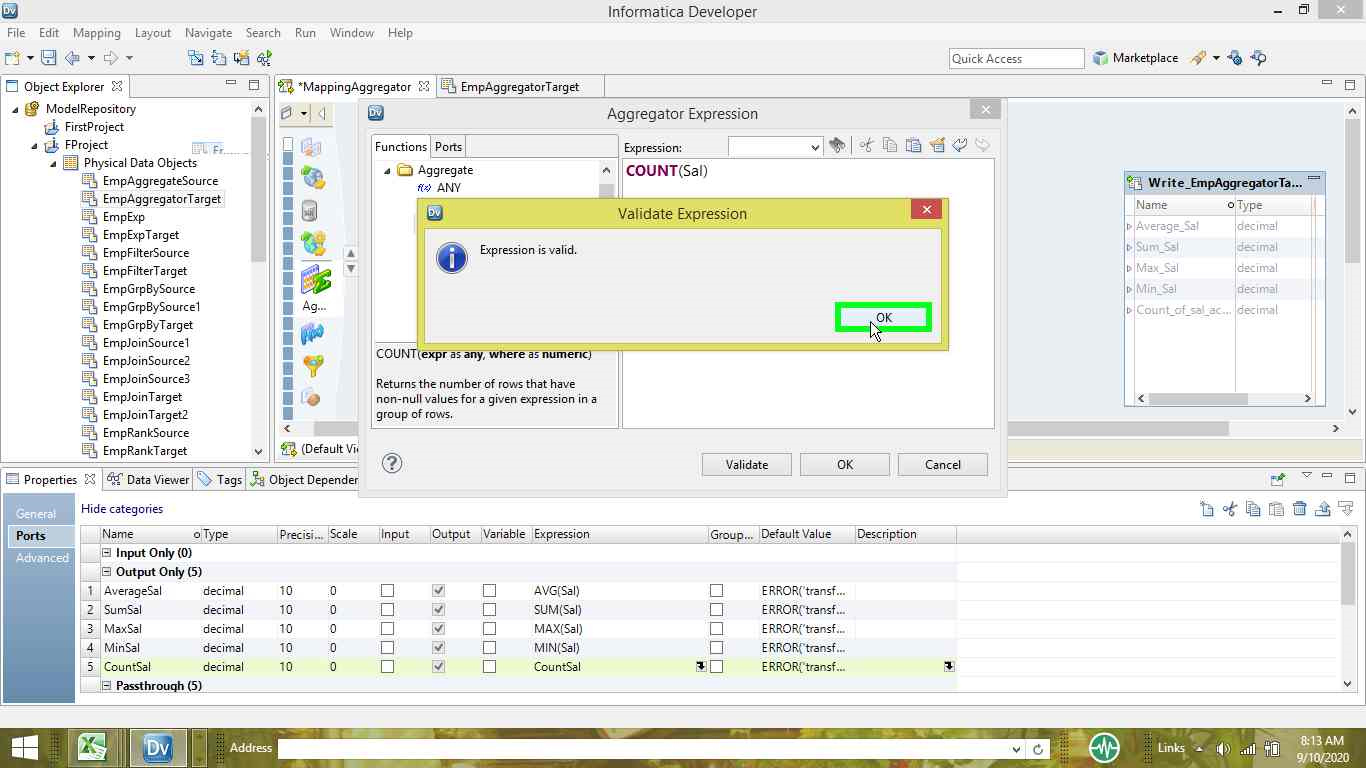 Informatica Developer
File Edit Mapping Layout Navigate Search Run Window Help
Quick Access Marketplace
Object Explorer
*MappingAggregator EmpAggregatorTarget
ModelRepository
FirstProject
FProject
Physical Data Objects
EmpAggregateSource
EmpAggregatorTarget
EmpExp
EmpExpTarget
EmpFilterSource
EmpFilterTarget
EmpGrpBySource
EmpGrpBySource1
EmpGrpByTarget
EmpJoinSource1
EmpJoinSource2
EmpJoinSource3
EmpJoinTarget
EmpJoinTarget2
EmpRankSource
EmpRankTarget
Ag...
(Default Vi
Aggregator Expression
Functions Ports
Expression:
Aggregate
f(x) ANY
COUNT(Sal)
Validate Expression
Expression is valid.
OK
COUNT(expr as any, where as numeric)
Returns the number of rows that have
non-null values for a given expression in a
group of rows.
Validate OK Cancel
Write_EmpAggregatorTa...
Name Type
Average_Sal decimal
Sum_Sal decimal
Max_Sal decimal
Min_Sal decimal
Count_of_sal_ac... decimal
Properties Data Viewer Tags Object Depender
General
Ports
Advanced
Hide categories
Name Type Precisi... Scale Input Output Variable Expression Group... Default Value Description
Input Only (0)
Output Only (5)
1 AverageSal decimal 10 0 AVG(Sal) ERROR('transf...
2 SumSal decimal 10 0 SUM(Sal) ERROR('transf...
3 MaxSal decimal 10 0 MAX(Sal) ERROR('transf...
4 MinSal decimal 10 0 MIN(Sal) ERROR('transf...
5 CountSal decimal 10 0 CountSal ERROR('transf...
Passthrough (5)
Address
Links
8:13 AM
9/10/2020